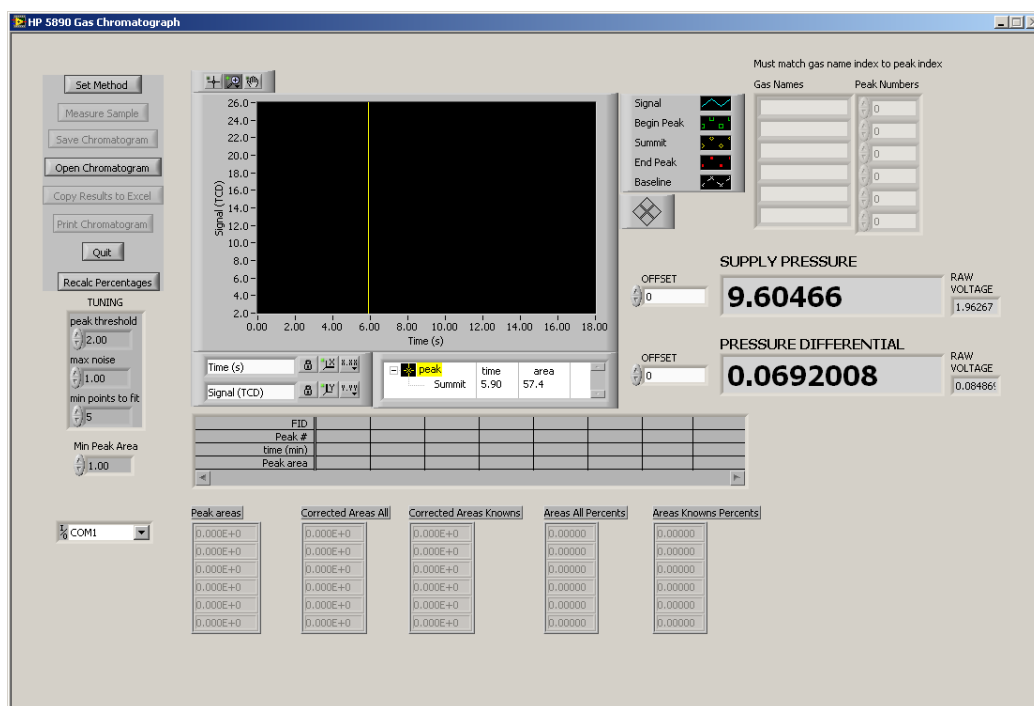 HP 5890 Gas Chromatograph
Must match gas name index to peak index
Gas Names Peak Numbers
0
0
0
0
0
0
Set Method
Measure Sample
Save Chromatogram
Open Chromatogram
Copy Results to Excel
Print Chromatogram
Quit
Recalc Percentages
TUNING
peak threshold
2.00
max noise
1.00
min points to fit
5
Min Peak Area
1.00
I/O COM1
Signal (TCD)
26.0
24.0
22.0
20.0
18.0
16.0
14.0
12.0
10.0
8.0
6.0
4.0
2.0
0.00 2.00 4.00 6.00 8.00 10.00 12.00 14.00 16.00 18.00
Time (s)
Signal
Begin Peak
Summit
End Peak
Baseline
Time (s) X X.XX
Signal (TCD) Y Y.YY
peak time area
Summit 5.90 57.4
SUPPLY PRESSURE
OFFSET
0
9.60466
RAW
VOLTAGE
1.96267
PRESSURE DIFFERENTIAL
OFFSET
0
0.0692008
RAW
VOLTAGE
FID
Peak #
time (min)
Peak area
Peak areas Corrected Areas All Corrected Areas Knowns Areas All Percents Areas Knowns Percents
0.000E+0 0.000E+0 0.000E+0 0.00000 0.00000
0.000E+0 0.000E+0 0.000E+0 0.00000 0.00000
0.000E+0 0.000E+0 0.000E+0 0.00000 0.00000
0.000E+0 0.000E+0 0.000E+0 0.00000 0.00000
0.000E+0 0.000E+0 0.000E+0 0.00000 0.00000
0.000E+0 0.000E+0 0.000E+0 0.00000 0.00000